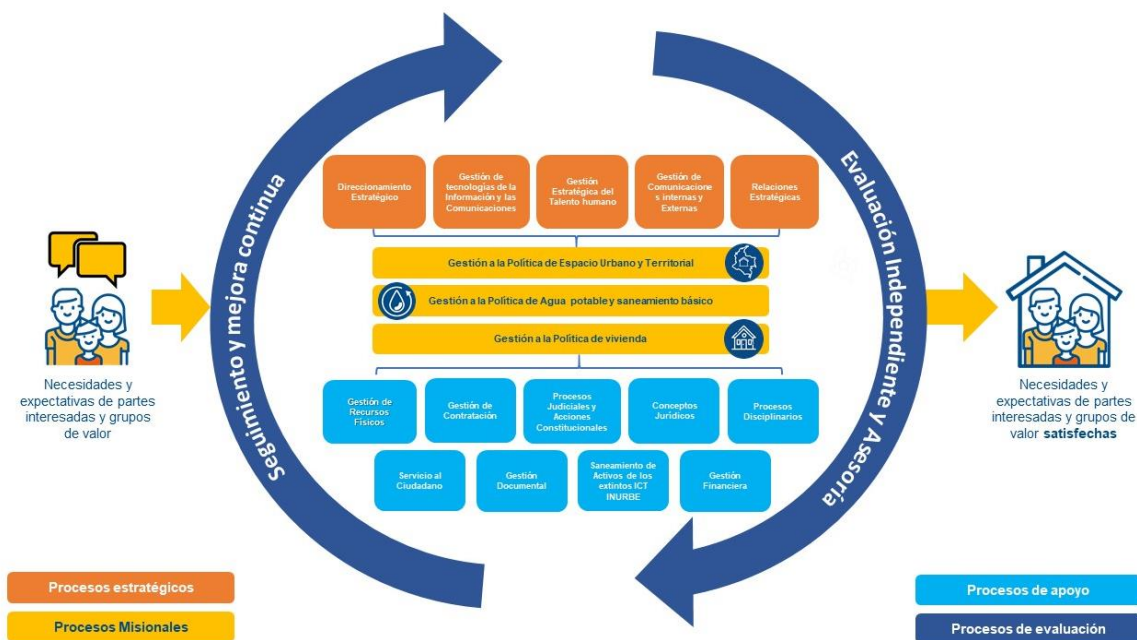 Seguimiento y mejora continua
Evaluación Independiente y Asesoría
Direccionamiento
Estratégico
Gestión de
tecnologías de la
Información y las
Comunicaciones
Gestión
Estratégica del
Talento humano
Gestión de
Comunicacione
s internas y
Externas
Relaciones
Estratégicas
Gestión a la Política de Espacio Urbano y Territorial
Gestión a la Política de Agua potable y saneamiento básico
Gestión a la Política de vivienda
Necesidades y
expectativas de partes
interesadas y grupos
de valor
Necesidades y
expectativas de partes
interesadas y grupos de
valor satisfechas
Gestión de
Recursos
Físicos
Gestión de
Contratación
Procesos
Judiciales y
Acciones
Constitucionales
Conceptos
Jurídicos
Procesos
Disciplinarios
Servicio al
Ciudadano
Gestión
Documental
Saneamiento de
Activos de los
extintos ICT
INURBE
Gestión
Financiera
Procesos estratégicos
Procesos Misionales
Procesos de apoyo
Procesos de evaluación